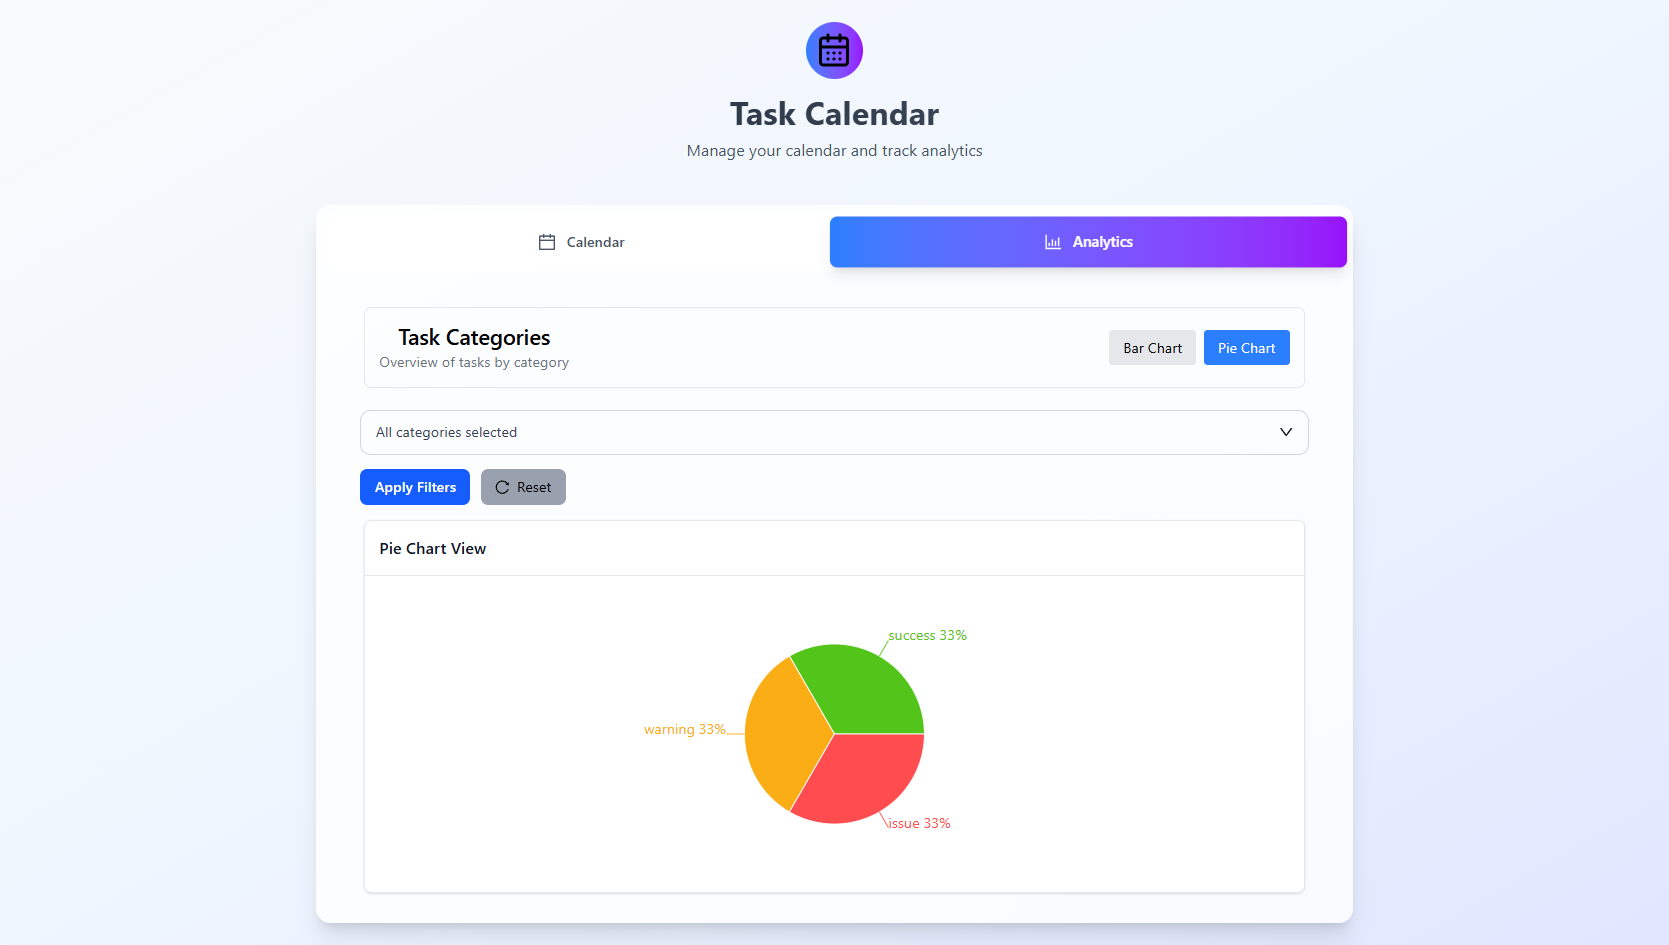 Task Calendar
Manage your calendar and track analytics
Calendar
Analytics
Task Categories
Overview of tasks by category
Bar Chart
Pie Chart
All categories selected
Apply Filters
Reset
Pie Chart View
success 33%
warning 33%
issue 33%